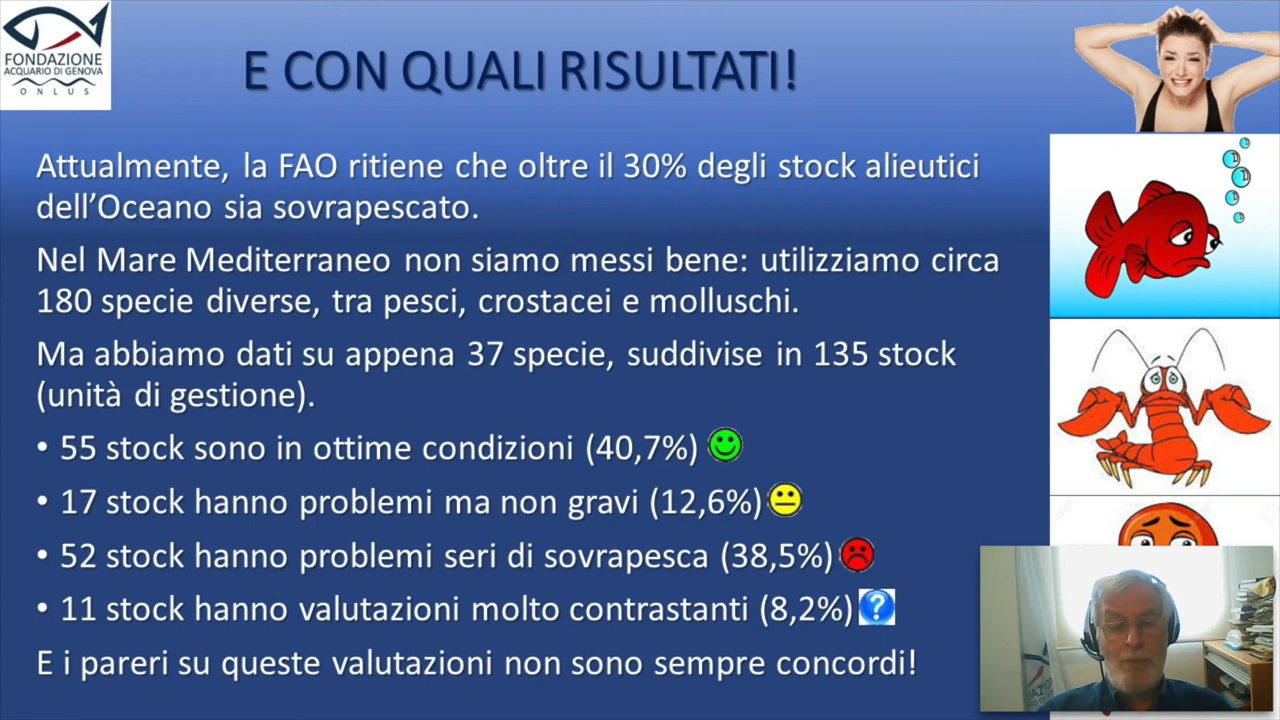 FONDAZIONE
ACQUARIO DI GENOVA
ONLUS
E CON QUALI RISULTATI!
Attualmente, la FAO ritiene che oltre il 30% degli stock alieutici
dell’Oceano sia sovrapescato.
Nel Mare Mediterraneo non siamo messi bene: utilizziamo circa
180 specie diverse, tra pesci, crostacei e molluschi.
Ma abbiamo dati su appena 37 specie, suddivise in 135 stock
(unità di gestione).
• 55 stock sono in ottime condizioni (40,7%)
• 17 stock hanno problemi ma non gravi (12,6%)
• 52 stock hanno problemi seri di sovrapesca (38,5%)
• 11 stock hanno valutazioni molto contrastanti (8,2%) ?
E i pareri su queste valutazioni non sono sempre concordi!